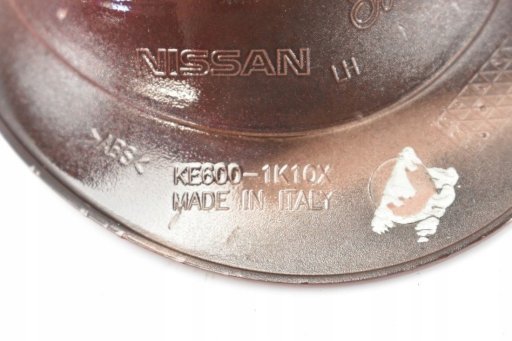 NISSAN
LH
>ABS<
KE600-1K10X
MADE IN ITALY